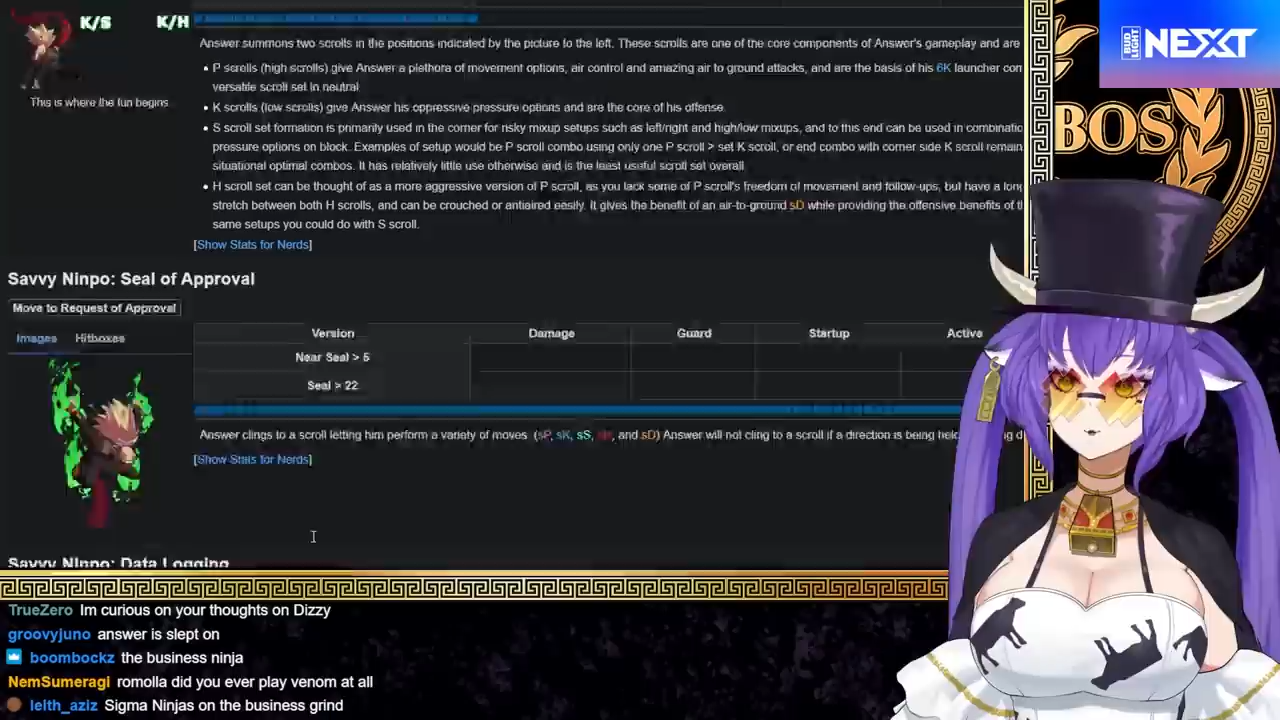 K/S K/H
This is where the fun begins.
Answer summons two scrolls in the positions indicated by the picture to the left. These scrolls are one of the core components of Answer's gameplay and are
• P scrolls (high scrolls) give Answer a plethora of movement options, air control and amazing air to ground attacks, and are the basis of his 6K launcher com
versatile scroll set in neutral.
• K scrolls (low scrolls) give Answer his oppressive pressure options and are the core of his offense.
• S scroll set formation is primarily used in the corner for risky mixup setups such as left/right and high/low mixups, and to this end can be used in combinatio
pressure options on block. Examples of setup would be P scroll combo using only one P scroll > set K scroll, or end combo with corner side K scroll remain
situational optimal combos. It has relatively little use otherwise and is the least useful scroll set overall.
• H scroll set can be thought of as a more aggressive version of P scroll, as you lack some of P scroll's freedom of movement and follow-ups, but have a long
stretch between both H scrolls, and can be crouched or antiaired easily. It gives the benefit of an air-to-ground sD while providing the offensive benefits of t
same setups you could do with S scroll.
[Show Stats for Nerds]
Savvy Ninpo: Seal of Approval
Move to Request of Approval
Images Hitboxes
Version Damage Guard Startup Active
Near Seal > 5
Seal > 22
Answer clings to a scroll letting him perform a variety of moves. (sP, sK, sS, sH, and sD) Answer will not cling to a scroll if a direction is being hel
[Show Stats for Nerds]
Savvy Ninpo: Data Logging
TrueZero Im curious on your thoughts on Dizzy
groovyjuno answer is slept on
boombockz the business ninja
NemSumeragi romolla did you ever play venom at all
leith_aziz Sigma Ninjas on the business grind
BUD LIGHT NEXT
BOS